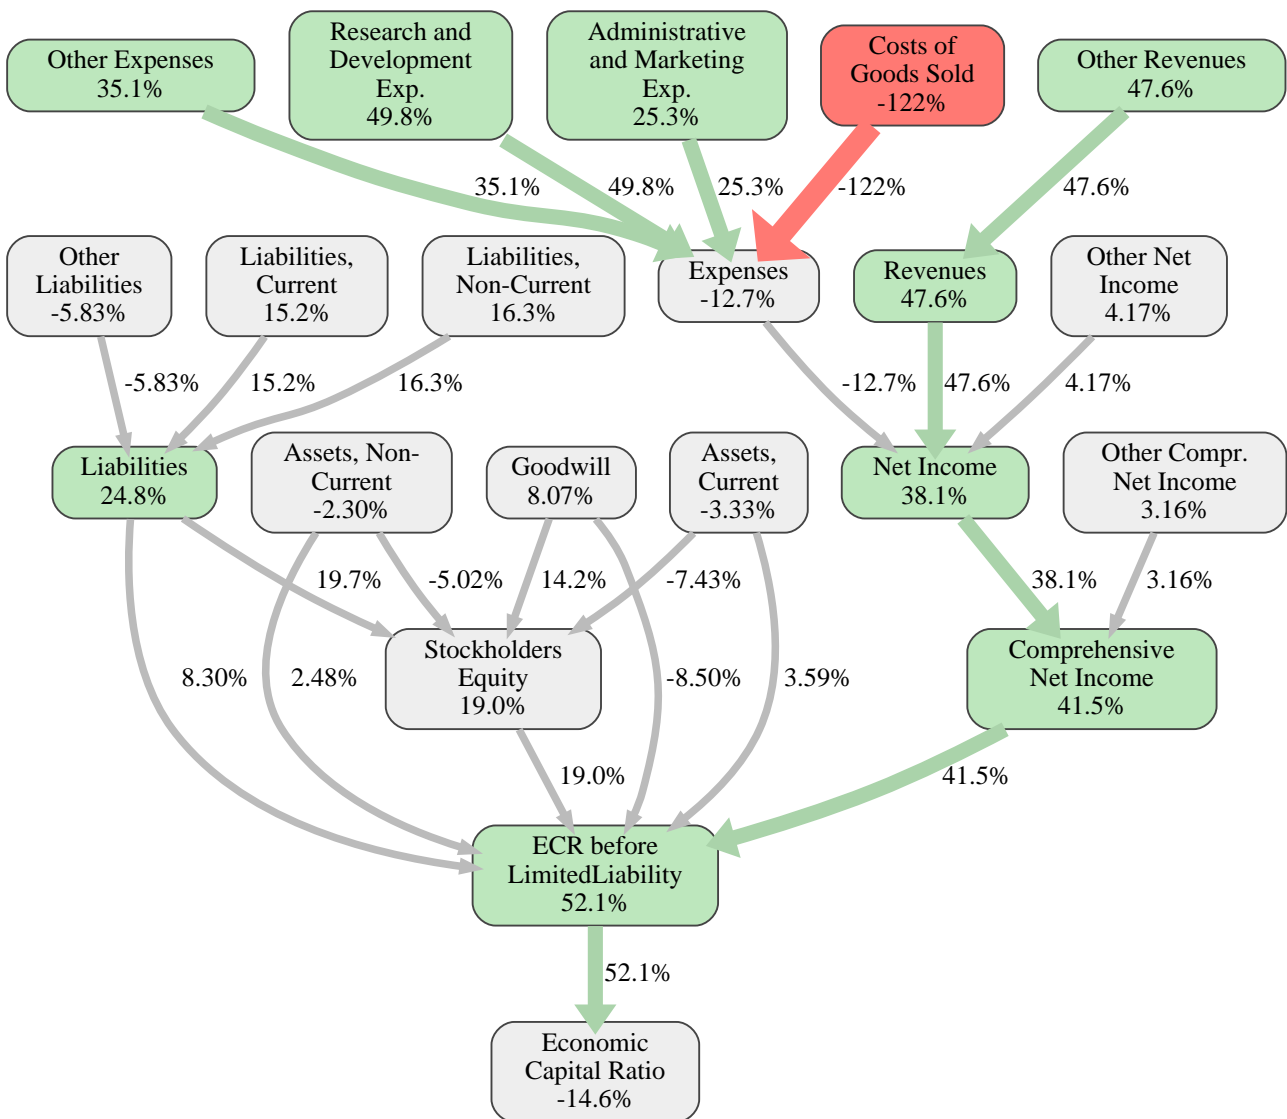 Other Expenses
35.1%
Research and
Development
Exp.
49.8%
Administrative
and Marketing
Exp.
25.3%
Costs of
Goods Sold
-122%
Other Revenues
47.6%
35.1%
49.8%
25.3%
-122%
47.6%
Other
Liabilities
-5.83%
Liabilities,
Current
15.2%
Liabilities,
Non-Current
16.3%
Expenses
-12.7%
Revenues
47.6%
Other Net
Income
4.17%
-5.83%
15.2%
16.3%
-12.7%
47.6%
4.17%
Liabilities
24.8%
Assets, Non-
Current
-2.30%
Goodwill
8.07%
Assets,
Current
-3.33%
Net Income
38.1%
Other Compr.
Net Income
3.16%
19.7%
-5.02%
14.2%
-7.43%
38.1%
3.16%
Stockholders
Equity
19.0%
Comprehensive
Net Income
41.5%
8.30%
2.48%
-8.50%
3.59%
19.0%
41.5%
ECR before
LimitedLiability
52.1%
52.1%
Economic
Capital Ratio
-14.6%